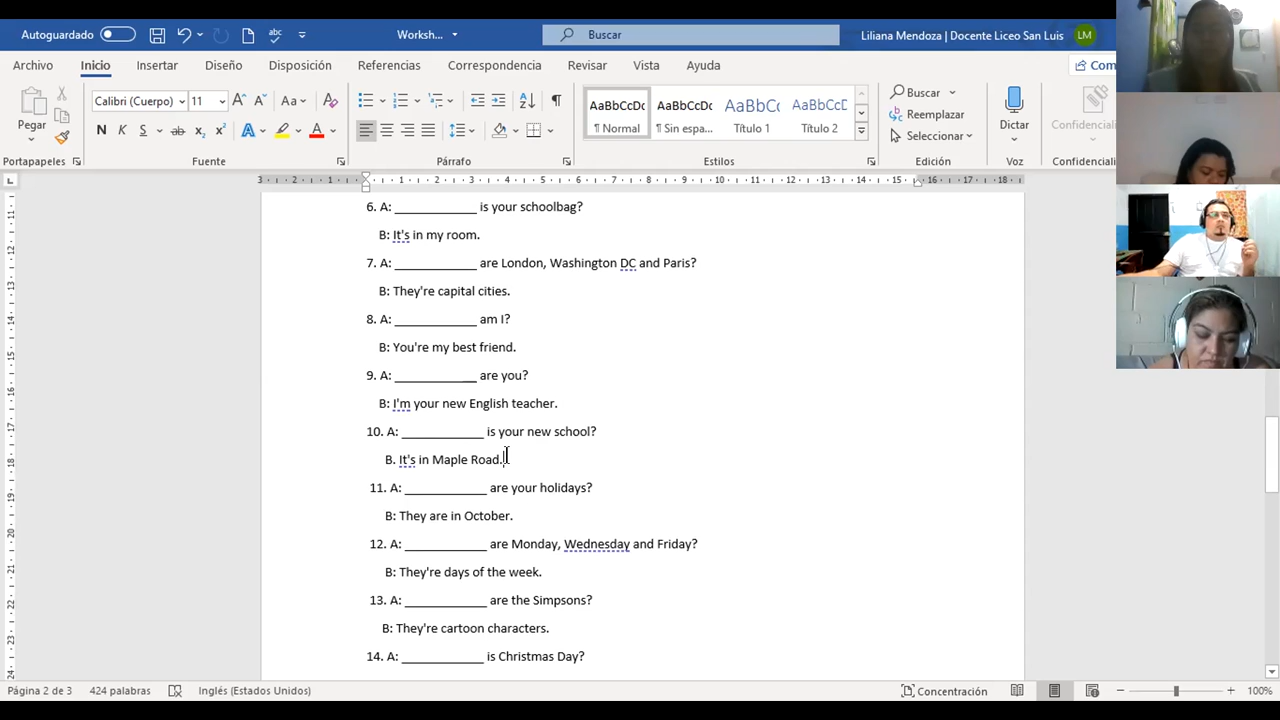 Autoguardado
Worksh...
Buscar
Liliana Mendoza | Docente Liceo San Luis
LM
Archivo Inicio Insertar Diseño Disposición Referencias Correspondencia Revisar Vista Ayuda
Pegar
Calibri (Cuerpo) 11
AaBbCcDc AaBbCcDc AaBbCc AaBbCcDc
¶ Normal ¶ Sin espa... Título 1 Título 2
Buscar
Reemplazar
Seleccionar
Dictar
Confidencialidad
Portapapeles Fuente Párrafo Estilos Edición Voz
6. A: ____________ is your schoolbag?
B: It's in my room.
7. A: ____________ are London, Washington DC and Paris?
B: They're capital cities.
8. A: ____________ am I?
B: You're my best friend.
9. A: ____________ are you?
B: I'm your new English teacher.
10. A: ____________ is your new school?
B. It's in Maple Road.
11. A: ____________ are your holidays?
B: They are in October.
12. A: ____________ are Monday, Wednesday and Friday?
B: They're days of the week.
13. A: ____________ are the Simpsons?
B: They're cartoon characters.
14. A: ____________ is Christmas Day?
Página 2 de 3 424 palabras Inglés (Estados Unidos) Concentración 100%